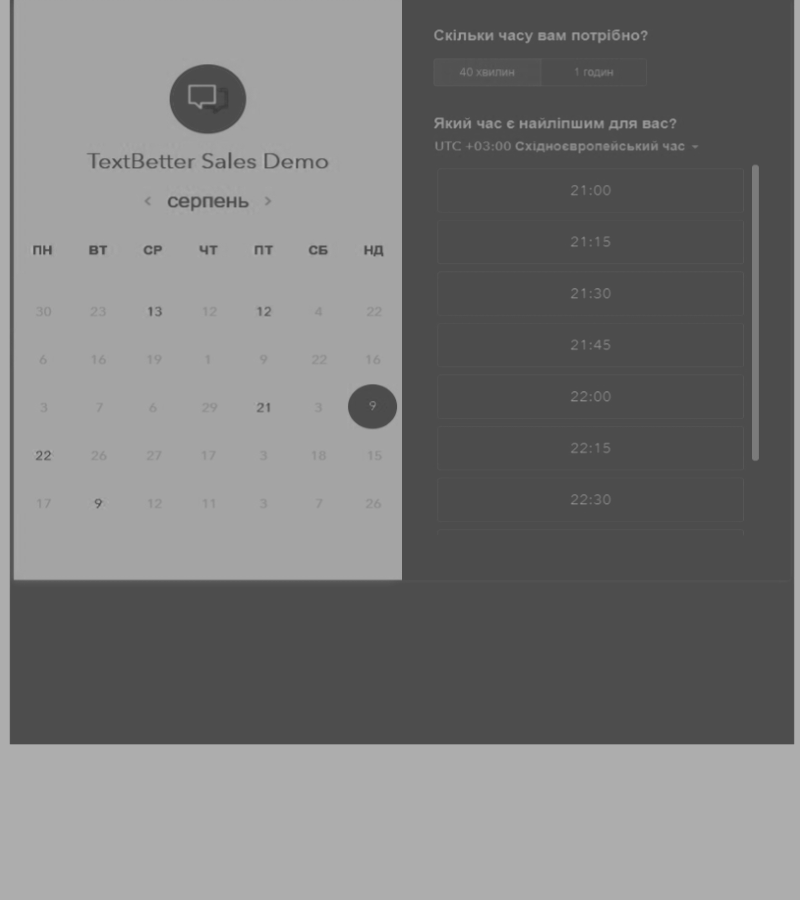 TextBetter Sales Demo
серпень
ПН ВТ СР ЧТ ПТ СБ НД
30 23 13 12 12 4 22
6 16 19 1 9 22 16
3 7 6 29 21 3 9
22 26 27 17 3 18 15
17 9 12 11 3 7 26
Скільки часу вам потрібно?
40 хвилин 1 годин
Який час є найліпшим для вас?
UTC +03:00 Східноєвропейський час
21:00
21:15
21:30
21:45
22:00
22:15
22:30